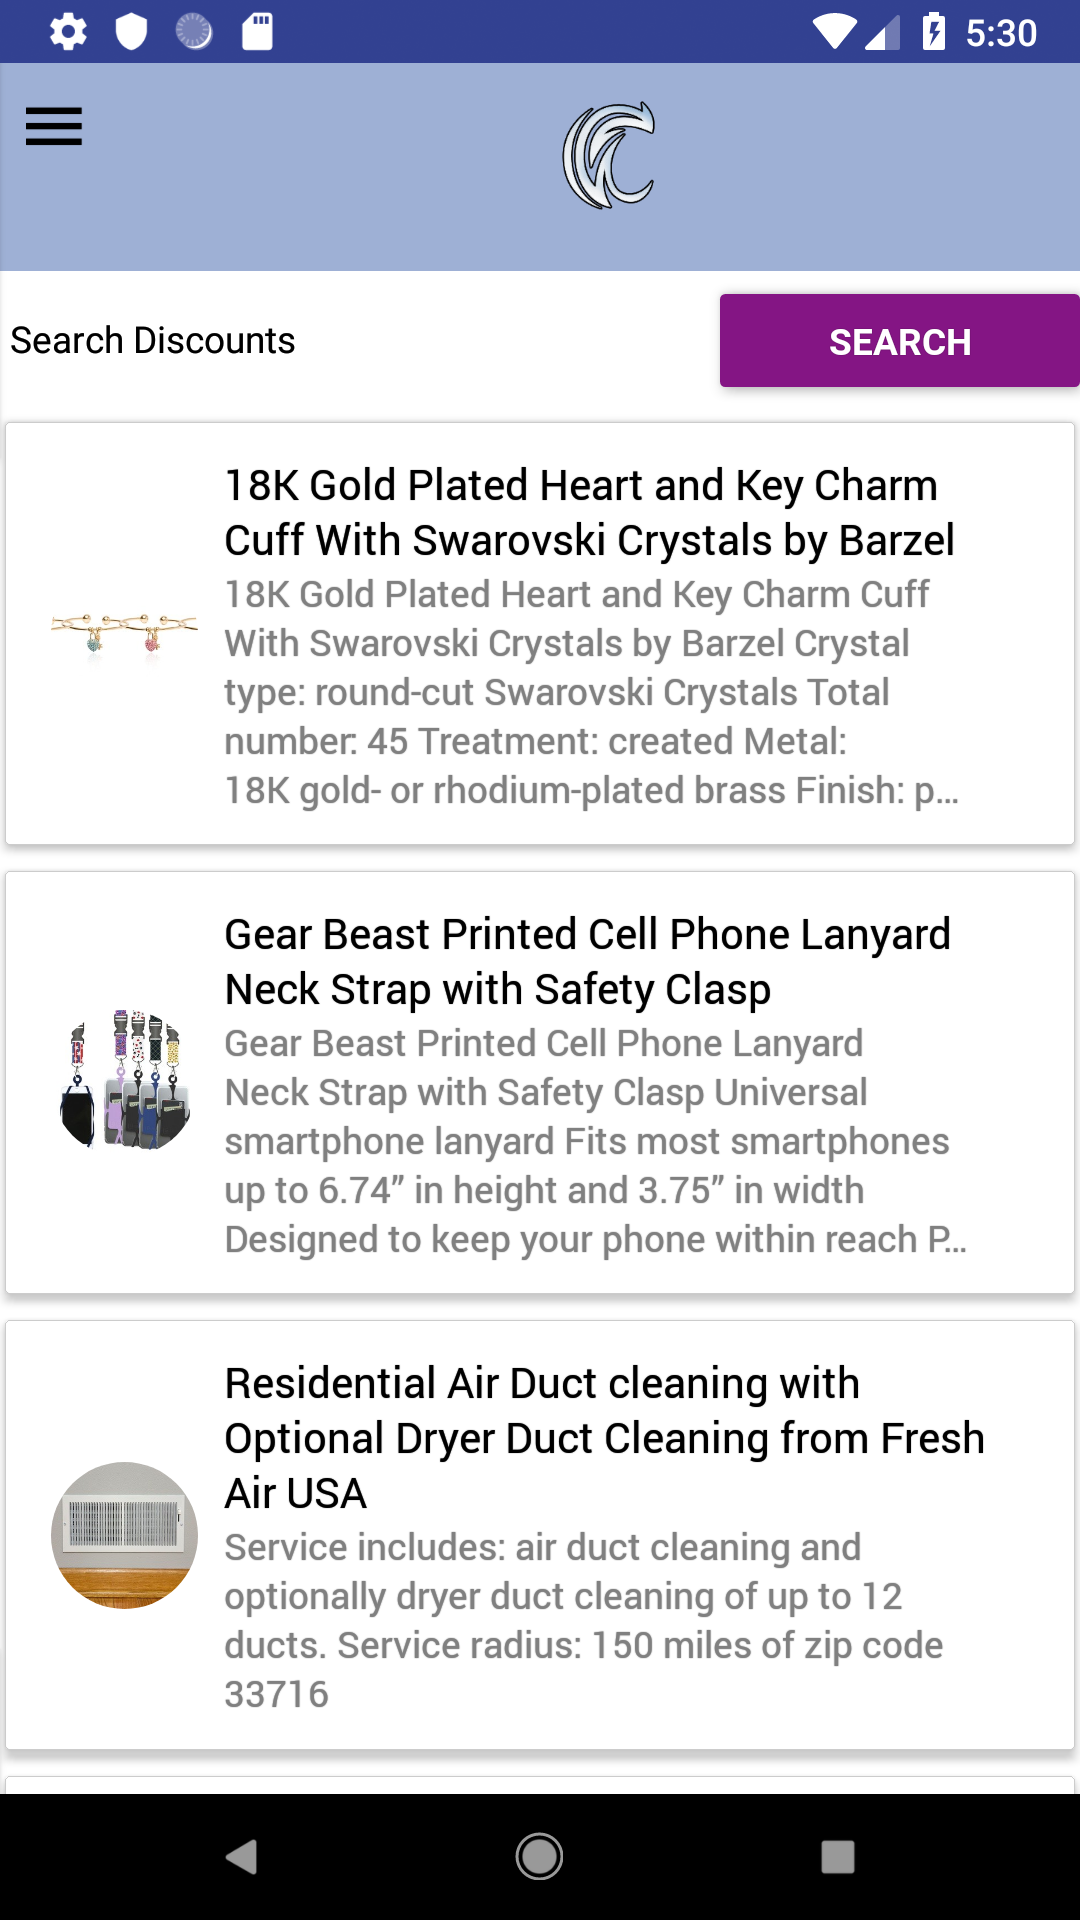 5:30
Search Discounts
SEARCH
18K Gold Plated Heart and Key Charm
Cuff With Swarovski Crystals by Barzel
18K Gold Plated Heart and Key Charm Cuff
With Swarovski Crystals by Barzel Crystal
type: round-cut Swarovski Crystals Total
number: 45 Treatment: created Metal:
18K gold- or rhodium-plated brass Finish: p...
Gear Beast Printed Cell Phone Lanyard
Neck Strap with Safety Clasp
Gear Beast Printed Cell Phone Lanyard
Neck Strap with Safety Clasp Universal
smartphone lanyard Fits most smartphones
up to 6.74” in height and 3.75” in width
Designed to keep your phone within reach P...
Residential Air Duct cleaning with
Optional Dryer Duct Cleaning from Fresh
Air USA
Service includes: air duct cleaning and
optionally dryer duct cleaning of up to 12
ducts. Service radius: 150 miles of zip code
33716